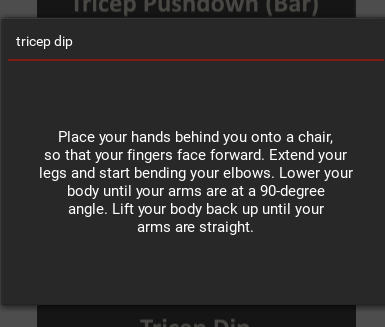 Tricep Pushdown (Bar)
tricep dip
Place your hands behind you onto a chair,
so that your fingers face forward. Extend your
legs and start bending your elbows. Lower your
body until your arms are at a 90-degree
angle. Lift your body back up until your
arms are straight.
Tricep Dip